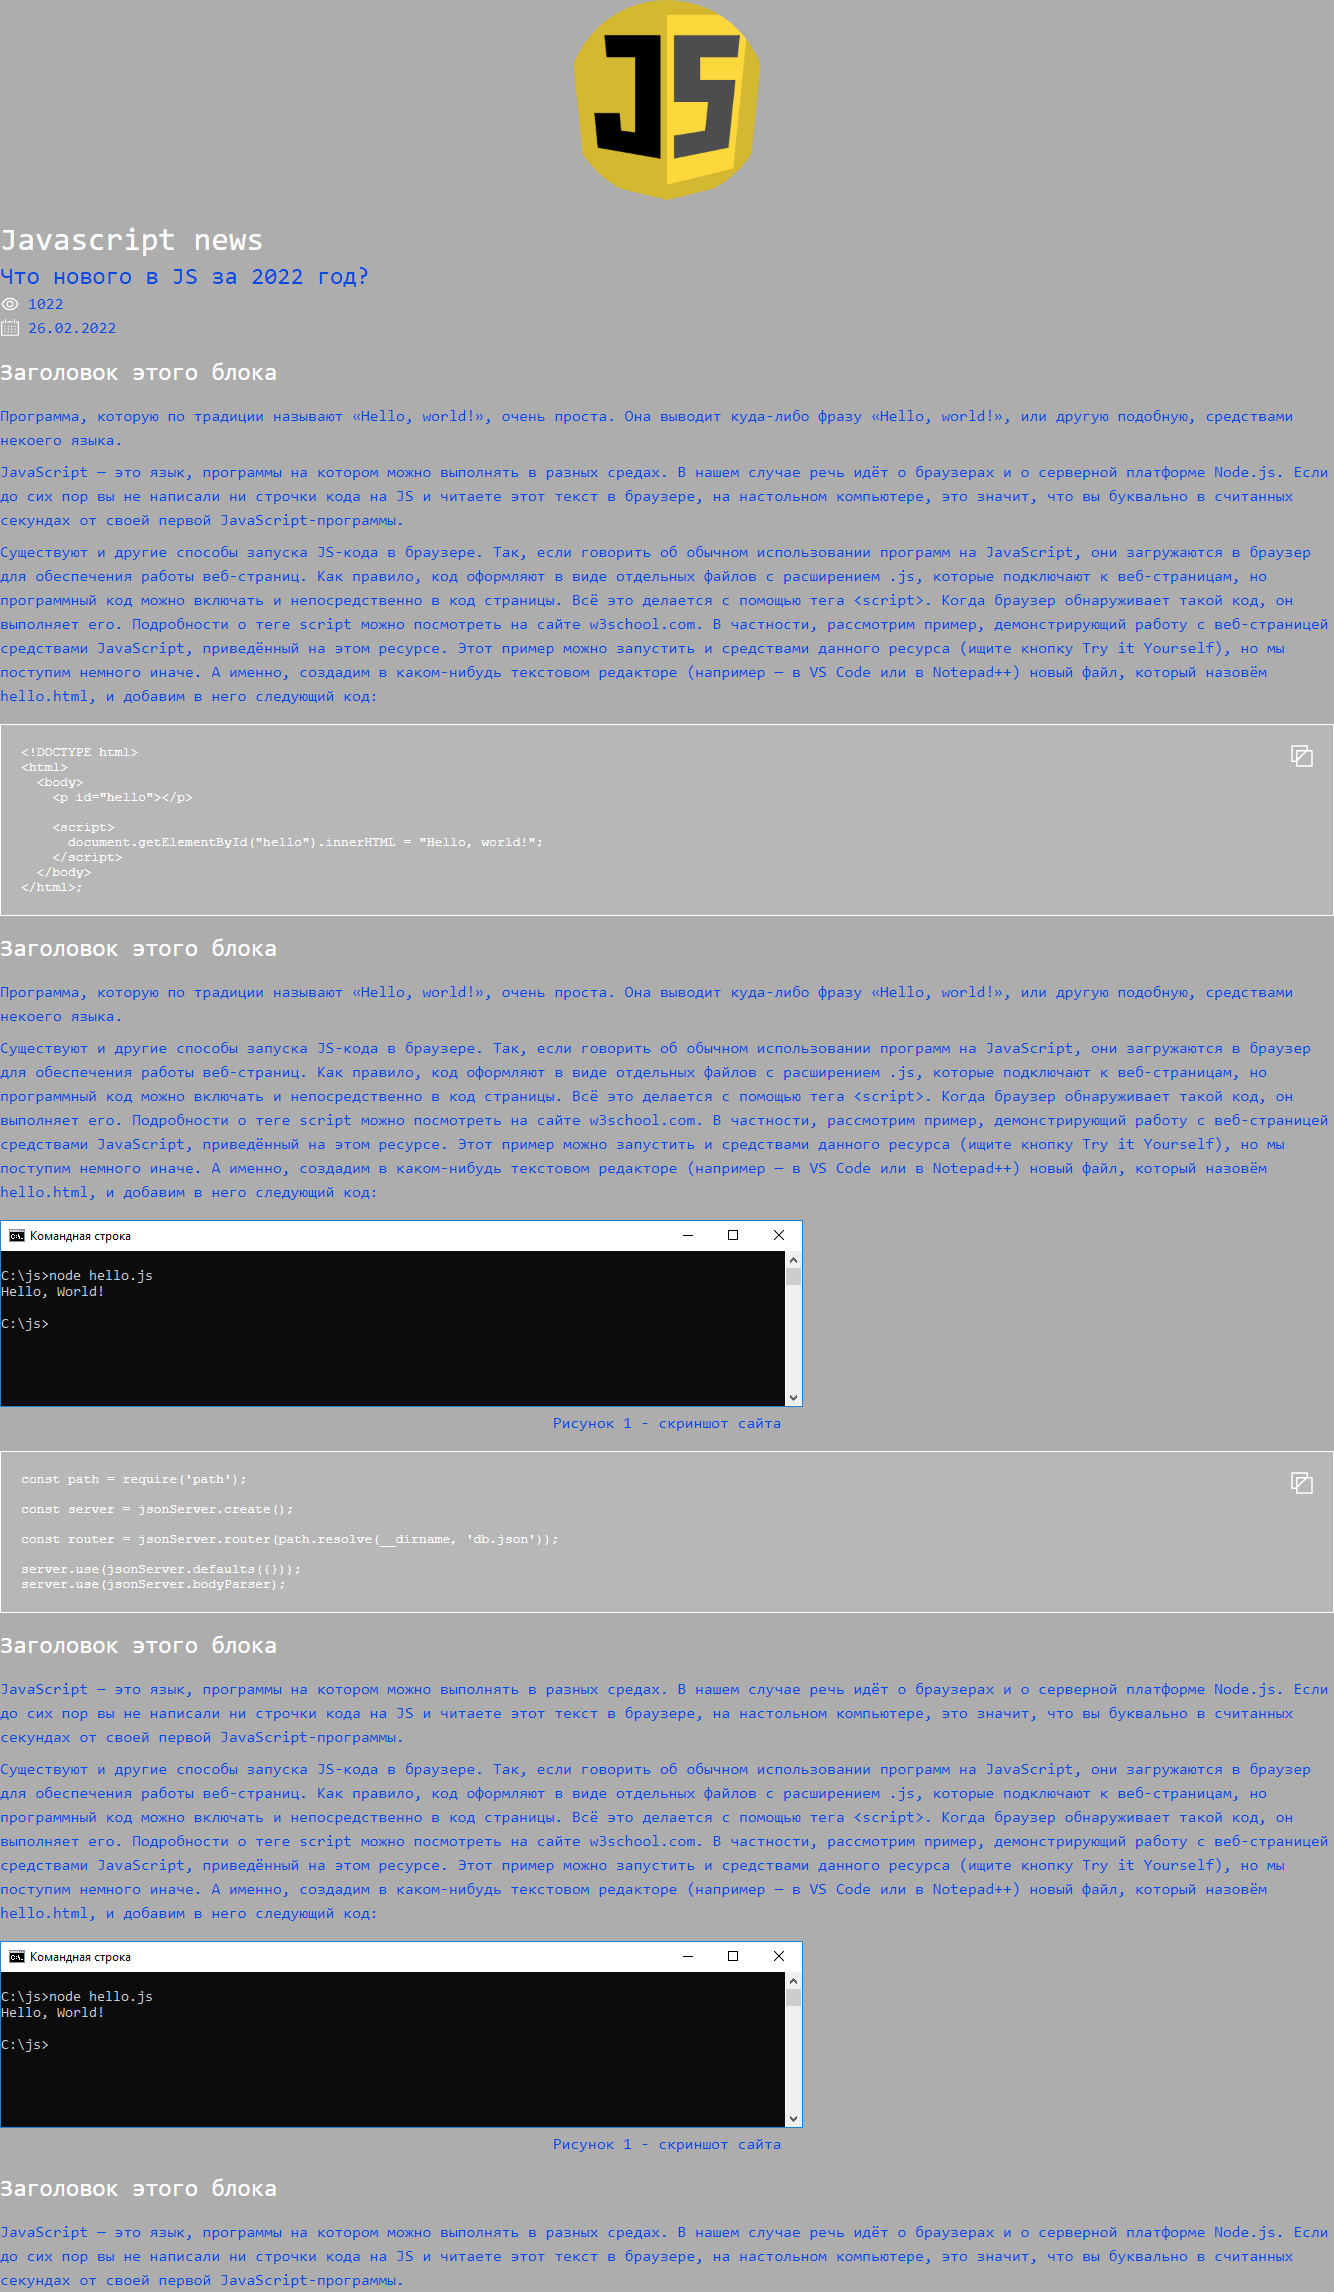 JS
Javascript news
Что нового в JS за 2022 год?
1022
26.02.2022
Заголовок этого блока
Программа, которую по традиции называют «Hello, world!», очень проста. Она выводит куда-либо фразу «Hello, world!», или другую подобную, средствами
некоего языка.
JavaScript — это язык, программы на котором можно выполнять в разных средах. В нашем случае речь идёт о браузерах и о серверной платформе Node.js. Если
до сих пор вы не написали ни строчки кода на JS и читаете этот текст в браузере, на настольном компьютере, это значит, что вы буквально в считанных
секундах от своей первой JavaScript-программы.
Существуют и другие способы запуска JS-кода в браузере. Так, если говорить об обычном использовании программ на JavaScript, они загружаются в браузер
для обеспечения работы веб-страниц. Как правило, код оформляют в виде отдельных файлов с расширением .js, которые подключают к веб-страницам, но
программный код можно включать и непосредственно в код страницы. Всё это делается с помощью тега <script>. Когда браузер обнаруживает такой код, он
выполняет его. Подробности о теге script можно посмотреть на сайте w3school.com. В частности, рассмотрим пример, демонстрирующий работу с веб-страницей
средствами JavaScript, приведённый на этом ресурсе. Этот пример можно запустить и средствами данного ресурса (ищите кнопку Try it Yourself), но мы
поступим немного иначе. А именно, создадим в каком-нибудь текстовом редакторе (например — в VS Code или в Notepad++) новый файл, который назовём
hello.html, и добавим в него следующий код:
<!DOCTYPE html>
<html>
<body>
<p id="hello"></p>
<script>
document.getElementById("hello").innerHTML = "Hello, world!";
</script>
</body>
</html>;
Заголовок этого блока
Программа, которую по традиции называют «Hello, world!», очень проста. Она выводит куда-либо фразу «Hello, world!», или другую подобную, средствами
некоего языка.
Существуют и другие способы запуска JS-кода в браузере. Так, если говорить об обычном использовании программ на JavaScript, они загружаются в браузер
для обеспечения работы веб-страниц. Как правило, код оформляют в виде отдельных файлов с расширением .js, которые подключают к веб-страницам, но
программный код можно включать и непосредственно в код страницы. Всё это делается с помощью тега <script>. Когда браузер обнаруживает такой код, он
выполняет его. Подробности о теге script можно посмотреть на сайте w3school.com. В частности, рассмотрим пример, демонстрирующий работу с веб-страницей
средствами JavaScript, приведённый на этом ресурсе. Этот пример можно запустить и средствами данного ресурса (ищите кнопку Try it Yourself), но мы
поступим немного иначе. А именно, создадим в каком-нибудь текстовом редакторе (например — в VS Code или в Notepad++) новый файл, который назовём
hello.html, и добавим в него следующий код:
Командная строка
C:\js>node hello.js
Hello, World!
C:\js>
Рисунок 1 - скриншот сайта
const path = require('path');
const server = jsonServer.create();
const router = jsonServer.router(path.resolve(__dirname, 'db.json'));
server.use(jsonServer.defaults({}));
server.use(jsonServer.bodyParser);
Заголовок этого блока
JavaScript — это язык, программы на котором можно выполнять в разных средах. В нашем случае речь идёт о браузерах и о серверной платформе Node.js. Если
до сих пор вы не написали ни строчки кода на JS и читаете этот текст в браузере, на настольном компьютере, это значит, что вы буквально в считанных
секундах от своей первой JavaScript-программы.
Существуют и другие способы запуска JS-кода в браузере. Так, если говорить об обычном использовании программ на JavaScript, они загружаются в браузер
для обеспечения работы веб-страниц. Как правило, код оформляют в виде отдельных файлов с расширением .js, которые подключают к веб-страницам, но
программный код можно включать и непосредственно в код страницы. Всё это делается с помощью тега <script>. Когда браузер обнаруживает такой код, он
выполняет его. Подробности о теге script можно посмотреть на сайте w3school.com. В частности, рассмотрим пример, демонстрирующий работу с веб-страницей
средствами JavaScript, приведённый на этом ресурсе. Этот пример можно запустить и средствами данного ресурса (ищите кнопку Try it Yourself), но мы
поступим немного иначе. А именно, создадим в каком-нибудь текстовом редакторе (например — в VS Code или в Notepad++) новый файл, который назовём
hello.html, и добавим в него следующий код:
Командная строка
C:\js>node hello.js
Hello, World!
C:\js>
Рисунок 1 - скриншот сайта
Заголовок этого блока
JavaScript — это язык, программы на котором можно выполнять в разных средах. В нашем случае речь идёт о браузерах и о серверной платформе Node.js. Если
до сих пор вы не написали ни строчки кода на JS и читаете этот текст в браузере, на настольном компьютере, это значит, что вы буквально в считанных
секундах от своей первой JavaScript-программы.